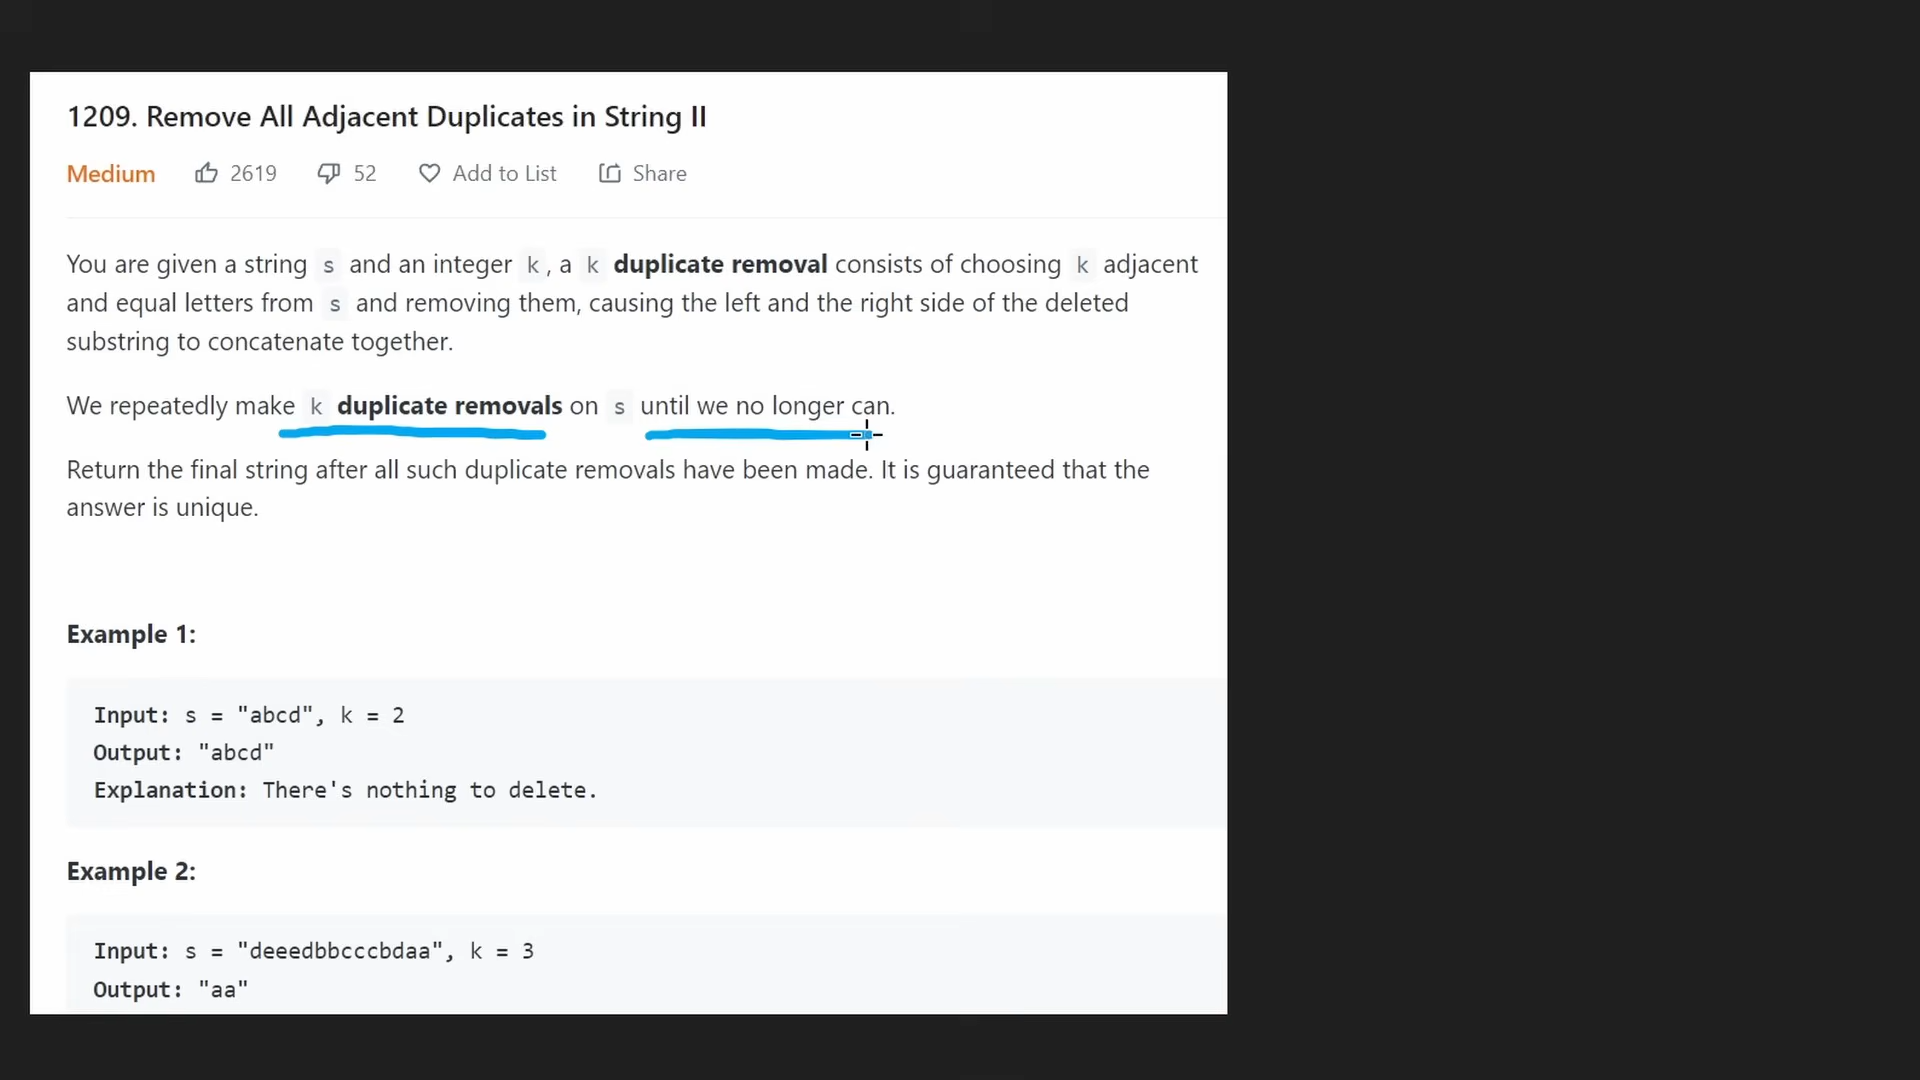 1209. Remove All Adjacent Duplicates in String II
Medium 2619 52 Add to List Share
You are given a string s and an integer k, a k duplicate removal consists of choosing k adjacent
and equal letters from s and removing them, causing the left and the right side of the deleted
substring to concatenate together.
We repeatedly make k duplicate removals on s until we no longer can.
Return the final string after all such duplicate removals have been made. It is guaranteed that the
answer is unique.
Example 1:
Input: s = "abcd", k = 2
Output: "abcd"
Explanation: There's nothing to delete.
Example 2:
Input: s = "deeedbbcccbdaa", k = 3
Output: "aa"